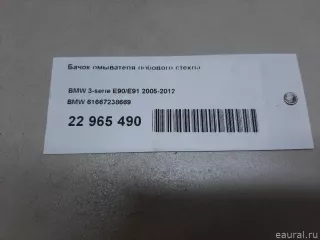 Бачок омывателя лобового стекла
BMW 3-serie E90/E91 2005-2012
BMW 61667238669
22 965 490
eaural.ru